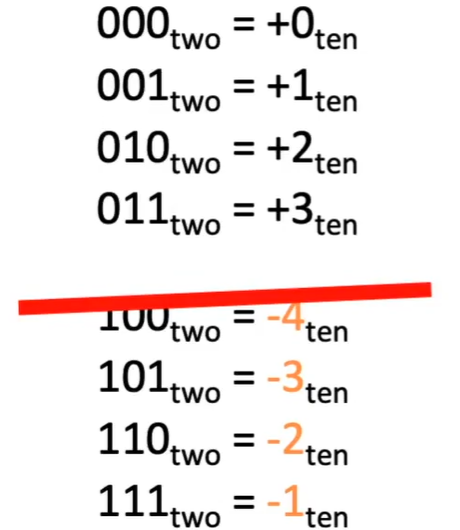 000two = +0ten
001two = +1ten
010two = +2ten
011two = +3ten
100two = -4ten
101two = -3ten
110two = -2ten
111two = -1ten